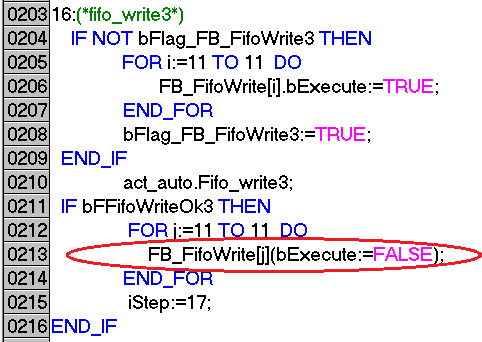 0203 16:(*fifo_write3*)
0204 IF NOT bFlag_FB_FifoWrite3 THEN
0205 FOR i:=11 TO 11 DO
0206 FB_FifoWrite[i].bExecute:=TRUE;
0207 END_FOR
0208 bFlag_FB_FifoWrite3:=TRUE;
0209 END_IF
0210 act_auto.Fifo_write3;
0211 IF bFFifoWriteOk3 THEN
0212 FOR j:=11 TO 11 DO
0213 FB_FifoWrite[j](bExecute:=FALSE);
0214 END_FOR
0215 iStep:=17;
0216 END_IF